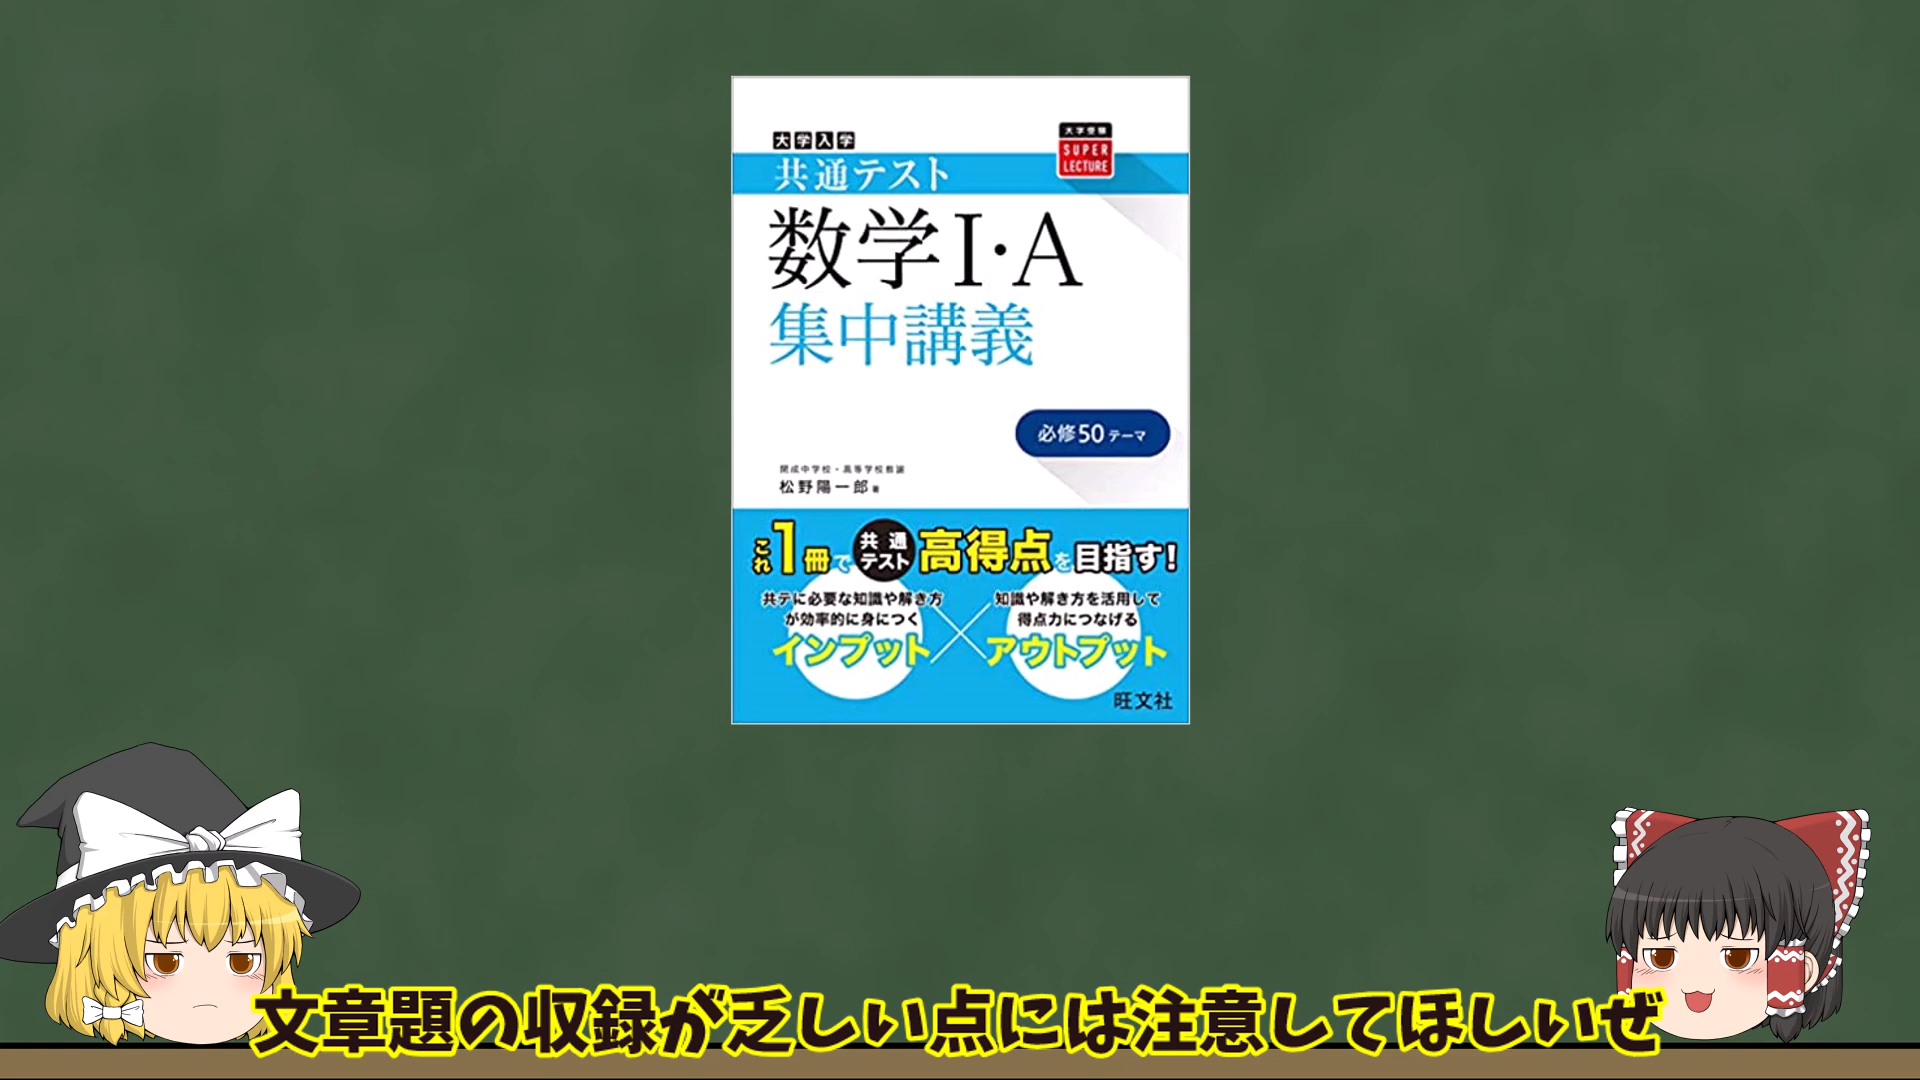 大学入学
共通テスト
大学受験
SUPER
LECTURE
数学I・A
集中講義
必修50テーマ
開成中学校・高等学校教諭
松野陽一郎 著
これ1冊で共通テスト高得点を目指す!
共テに必要な知識や解き方
が効率的に身につく
インプット
知識や解き方を活用して
得点力につなげる
アウトプット
旺文社
文章題の収録が乏しい点には注意してほしいぜ